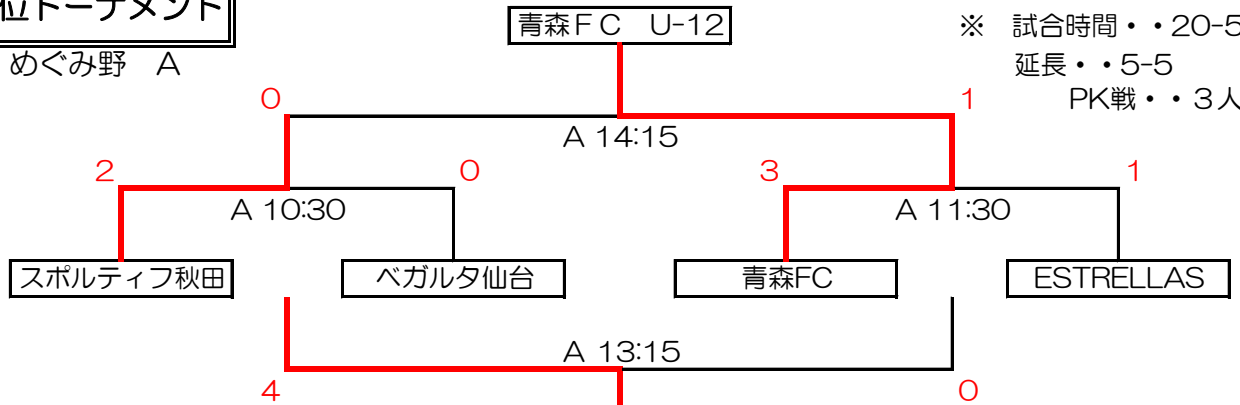 位トーナメント
青森FC U-12
※ 試合時間・・20-5
めぐみ野 A
延長・・5-5
PK戦・・3人
0
1
A 14:15
2
0
3
1
A 10:30
A 11:30
スポルティフ秋田
ベガルタ仙台
青森FC
ESTRELLAS
A 13:15
4
0